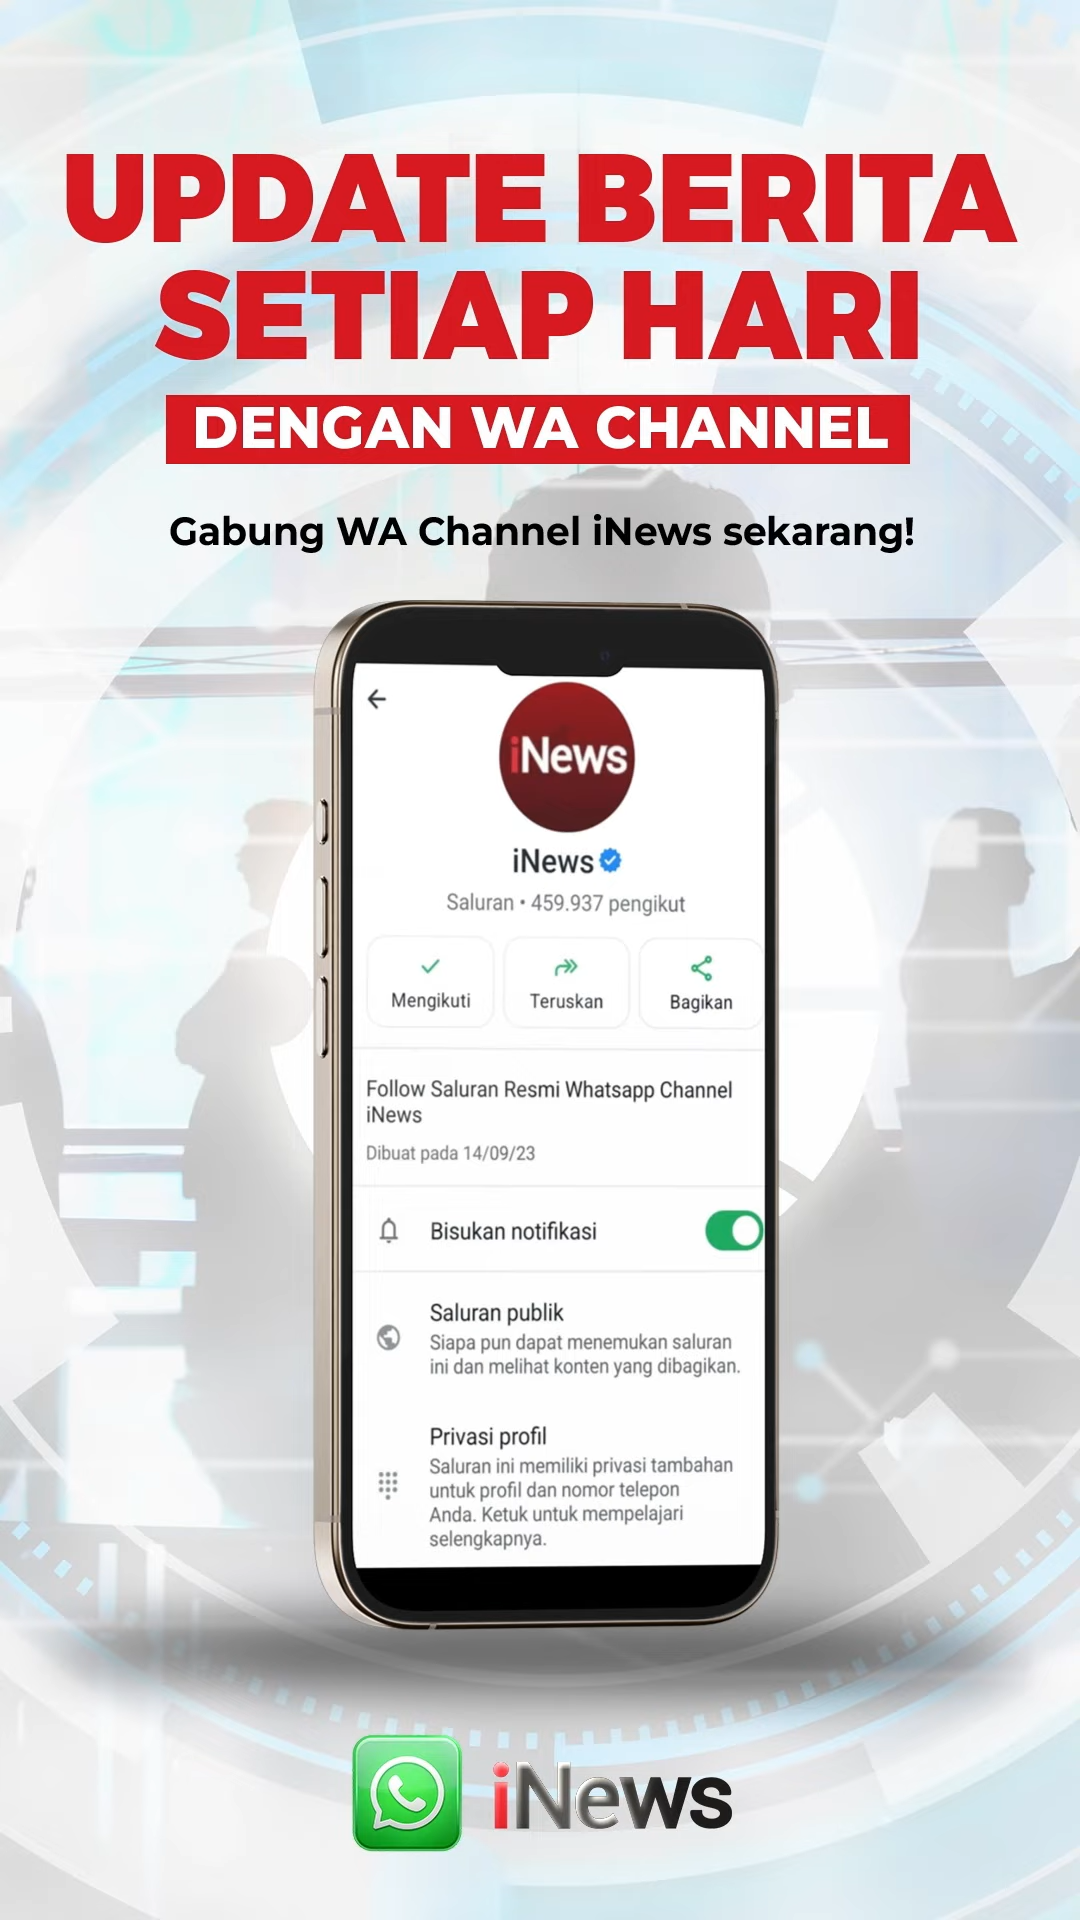 UPDATE BERITA
SETIAP HARI
DENGAN WA CHANNEL
Gabung WA Channel iNews sekarang!
iNews
iNews
Saluran • 459.937 pengikut
Mengikuti
Teruskan
Bagikan
Follow Saluran Resmi Whatsapp Channel
iNews
Dibuat pada 14/09/23
Bisukan notifikasi
Saluran publik
Siapa pun dapat menemukan saluran
ini dan melihat konten yang dibagikan.
Privasi profil
Saluran ini memiliki privasi tambahan
untuk profil dan nomor telepon
Anda. Ketuk untuk mempelajari
selengkapnya.
iNews